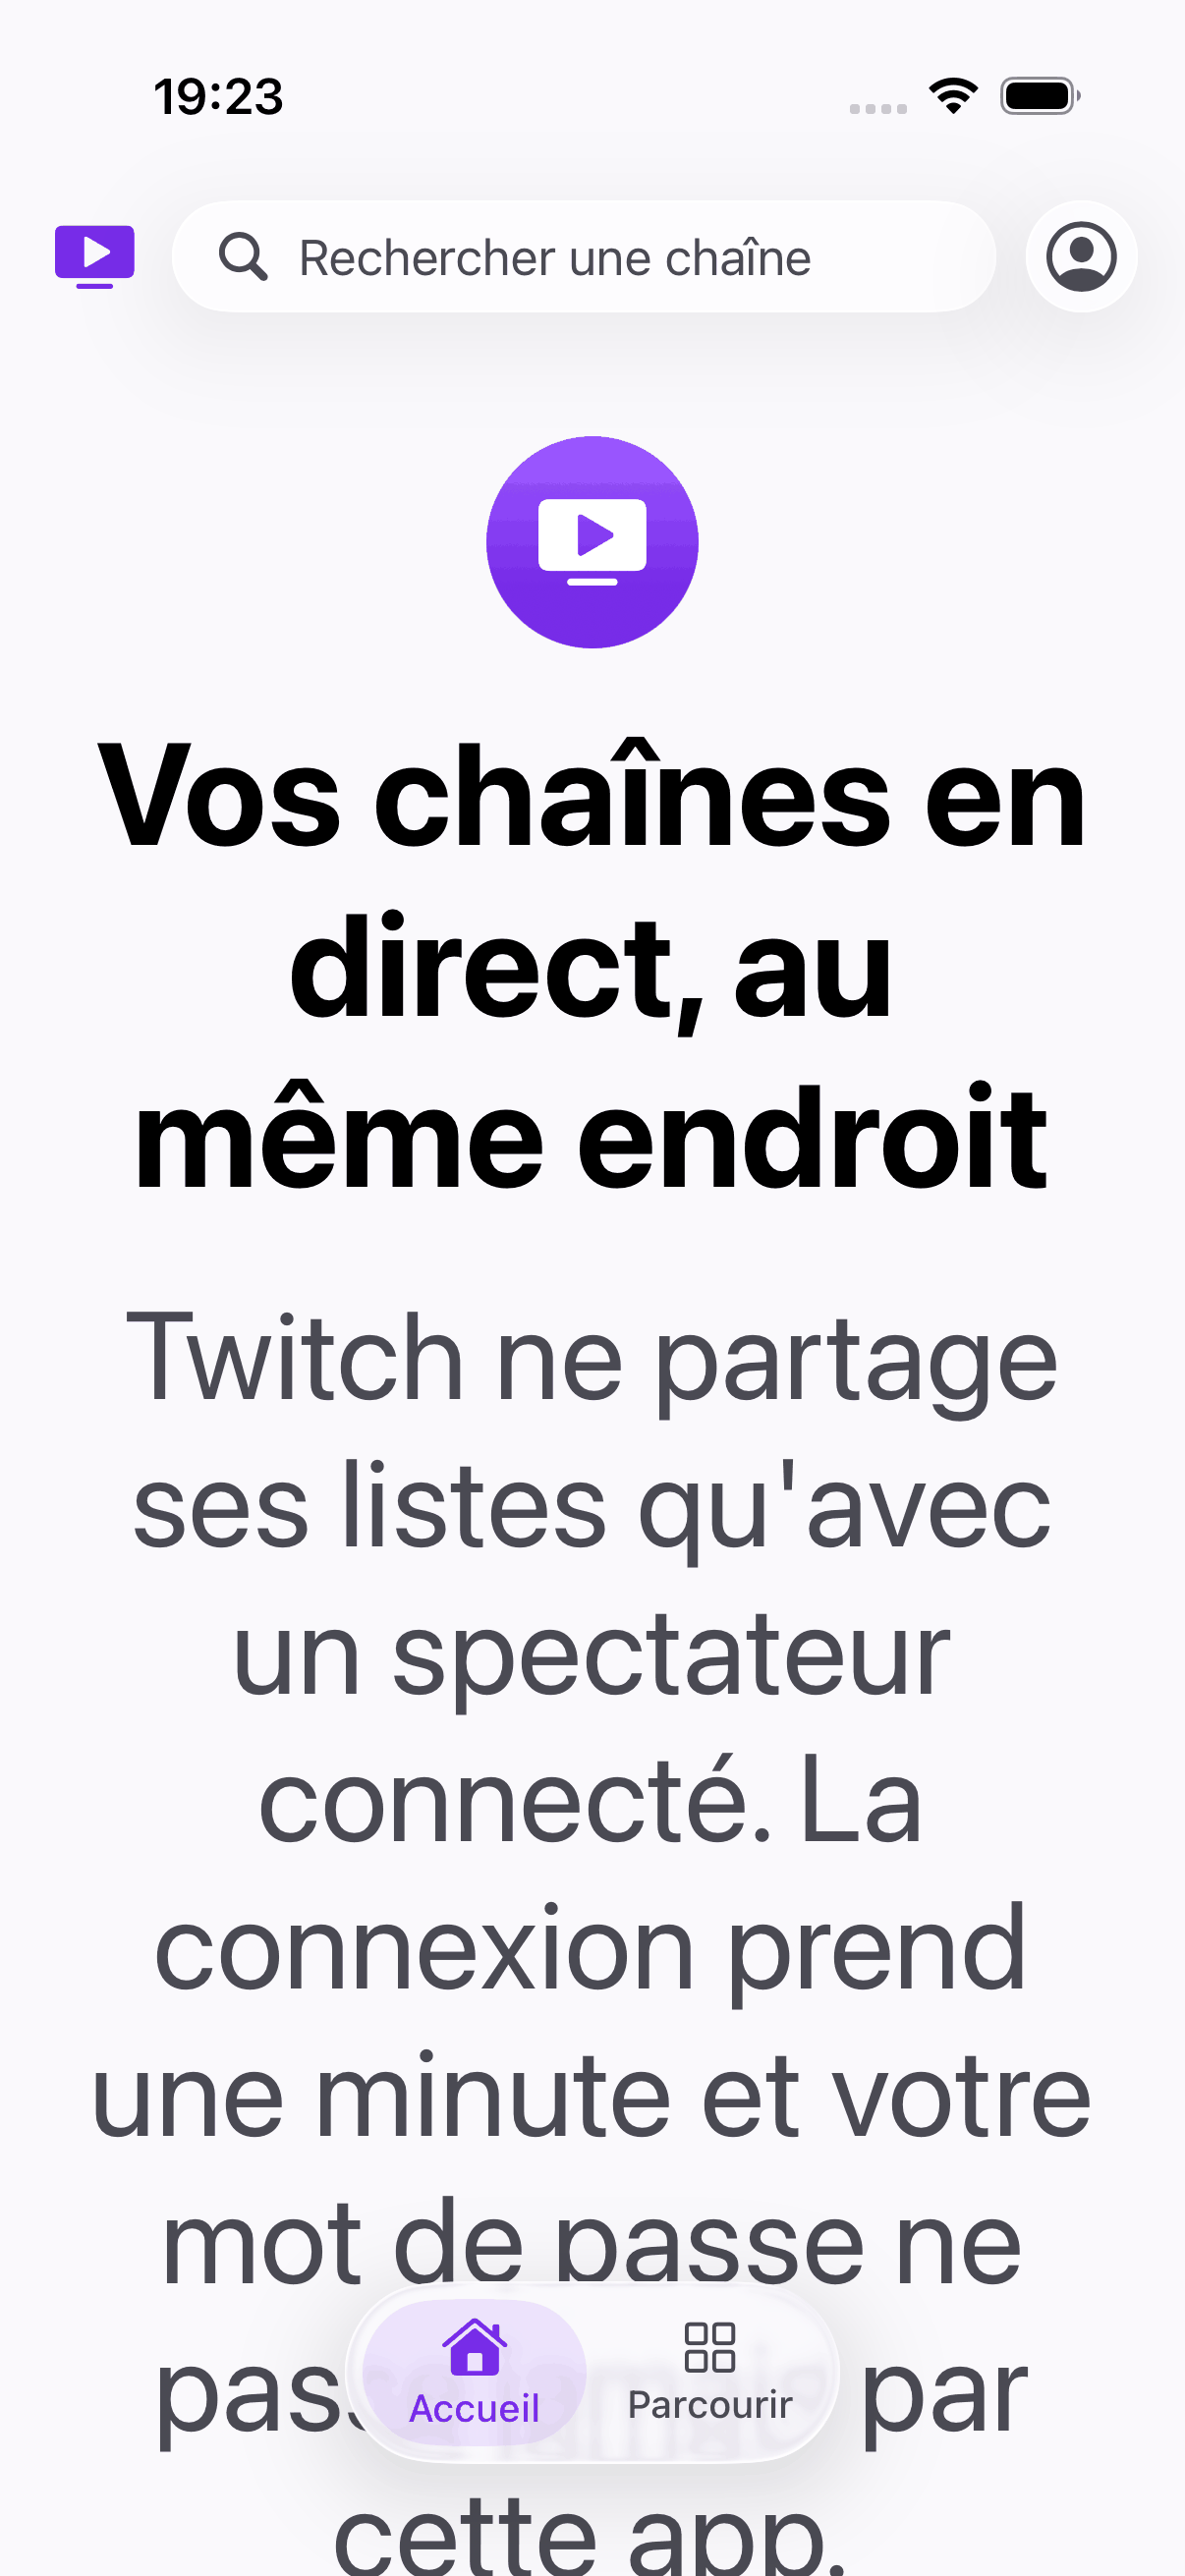 19:23
Rechercher une chaîne
Vos chaînes en
direct, au
même endroit
Twitch ne partage
ses listes qu'avec
un spectateur
connecté. La
connexion prend
une minute et votre
mot de passe ne
par
cette app.
Accueil
Parcourir